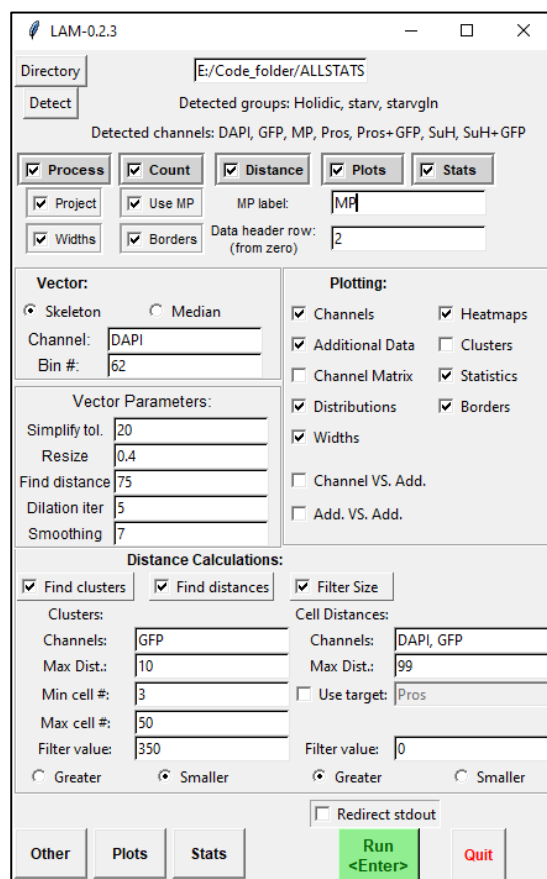 LAM-0.2.3
Directory E:/Code_folder/ALLSTATS
Detect Detected groups: Holidic, starv, starvgln
Detected channels: DAPI, GFP, MP, Pros, Pros+GFP, SuH, SuH+GFP
Process Count Distance Plots Stats
Project Use MP MP label: MP
Widths Borders Data header row: (from zero) 2
Vector:
Skeleton Median
Channel: DAPI
Bin #: 62
Vector Parameters:
Simplify tol. 20
Resize 0.4
Find distance 75
Dilation iter 5
Smoothing 7
Plotting:
Channels Heatmaps
Additional Data Clusters
Channel Matrix Statistics
Distributions Borders
Widths
Channel VS. Add.
Add. VS. Add.
Distance Calculations:
Find clusters Find distances Filter Size
Clusters:
Channels: GFP
Max Dist.: 10
Min cell #: 3
Max cell #: 50
Filter value: 350
Greater Smaller
Cell Distances:
Channels: DAPI, GFP
Max Dist.: 99
Use target: Pros
Filter value: 0
Greater Smaller
Redirect stdout
Other Plots Stats Run Quit
<Enter>